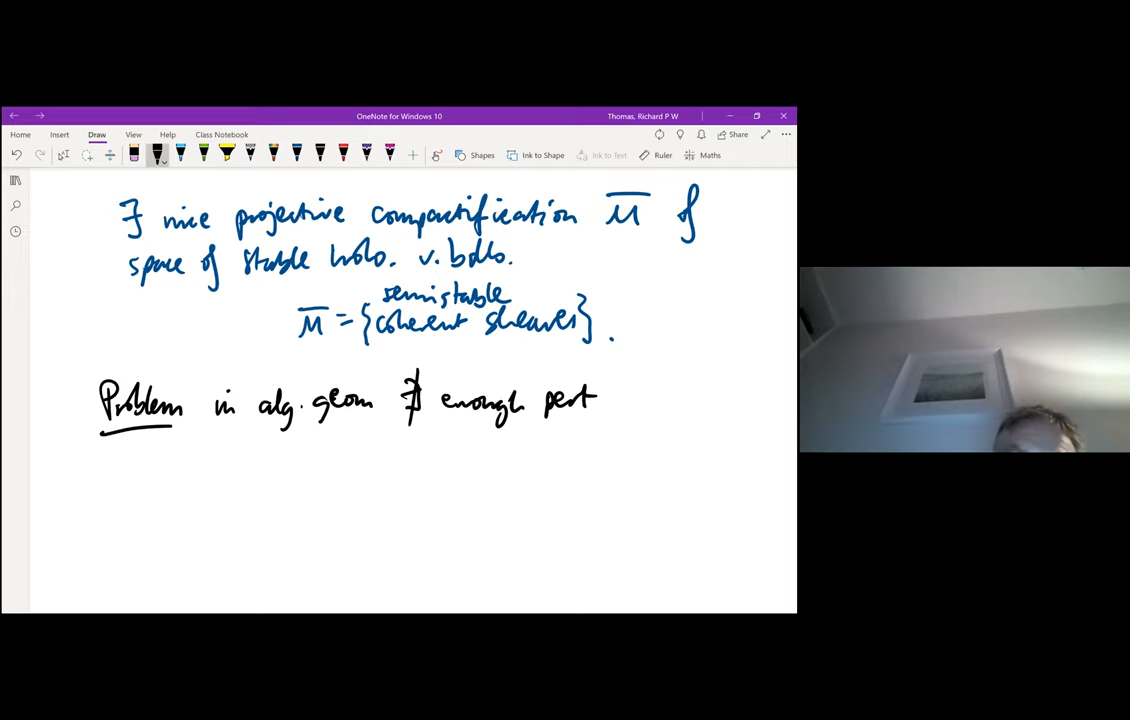 OneNote for Windows 10
Thomas, Richard P W
Home Insert Draw View Help Class Notebook
Share
Shapes Ink to Shape Ink to Text Ruler Maths
∃ nice projective compactification M̅ of
space of stable holo. v. bdls.
semistable
M̅ = {coherent sheaves}.
Problem in alg. geom ∄ enough pert